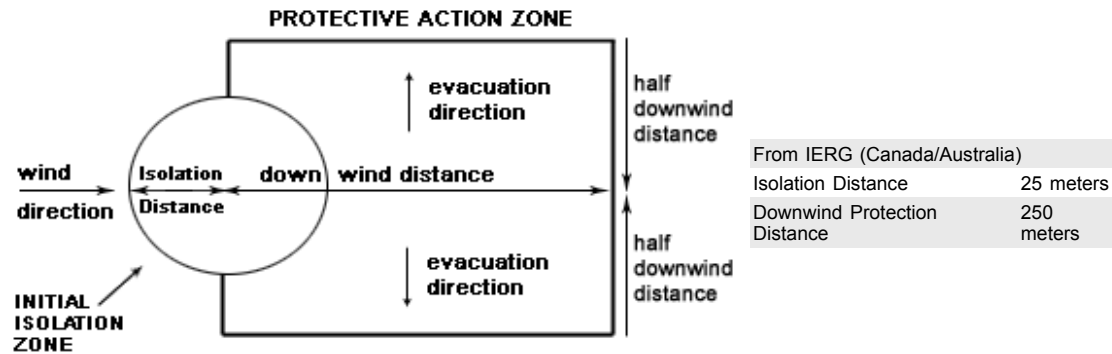 PROTECTIVE ACTION ZONE
evacuation
direction
half
downwind
distance
wind
direction
Isolation
Distance
down wind distance
evacuation
direction
half
downwind
distance
INITIAL
ISOLATION
ZONE
From IERG (Canada/Australia)
Isolation Distance 25 meters
Downwind Protection 250
Distance meters